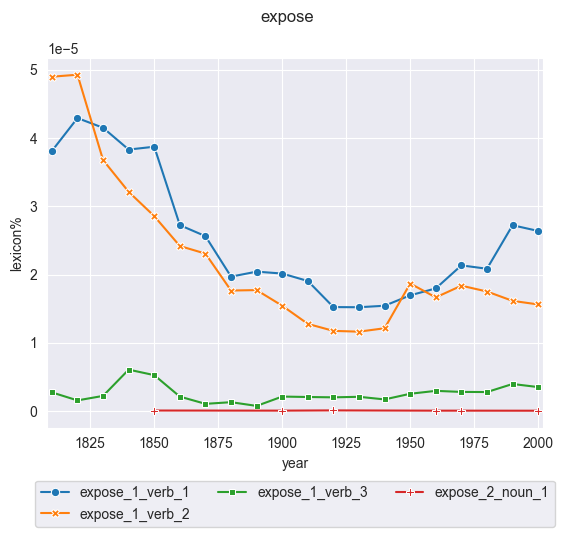 expose
1e−5
5
4
3
2
1
0
lexicon%
1825 1850 1875 1900 1925 1950 1975 2000
year
expose_1_verb_1 expose_1_verb_3 expose_2_noun_1
expose_1_verb_2